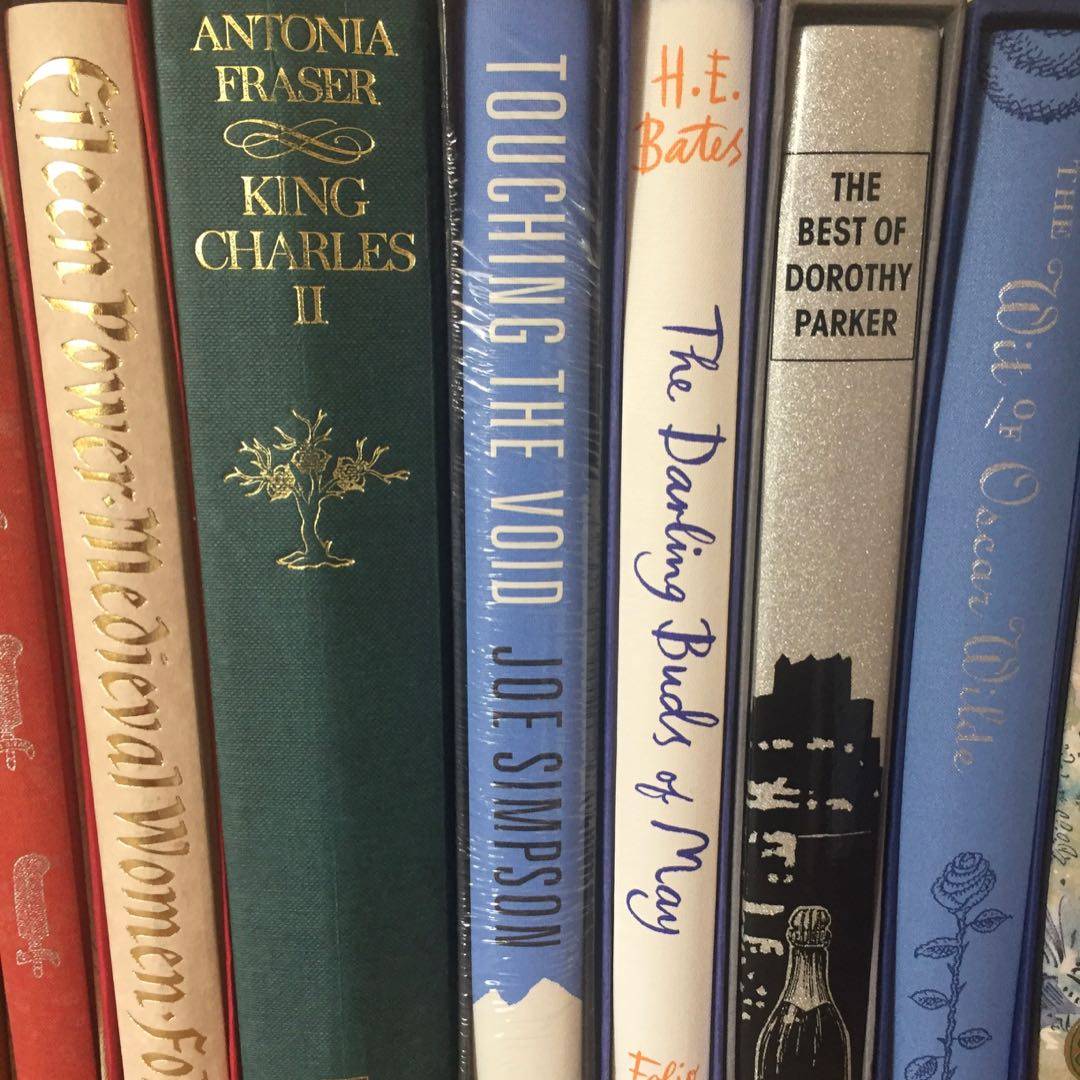 Eileen Power · Medieval Women ·
ANTONIA
FRASER
KING
CHARLES
II
TOUCHING THE VOID JOE SIMPSON
H.E.
Bates
The Darling Buds of May
Folio
THE
BEST OF
DOROTHY
PARKER
THE Wit OF Oscar Wilde